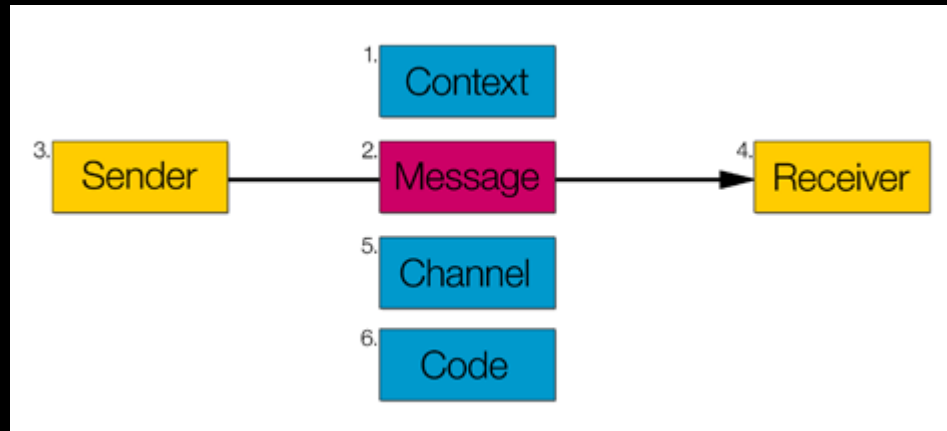 1. Context
3. Sender
2. Message
4. Receiver
5. Channel
6. Code